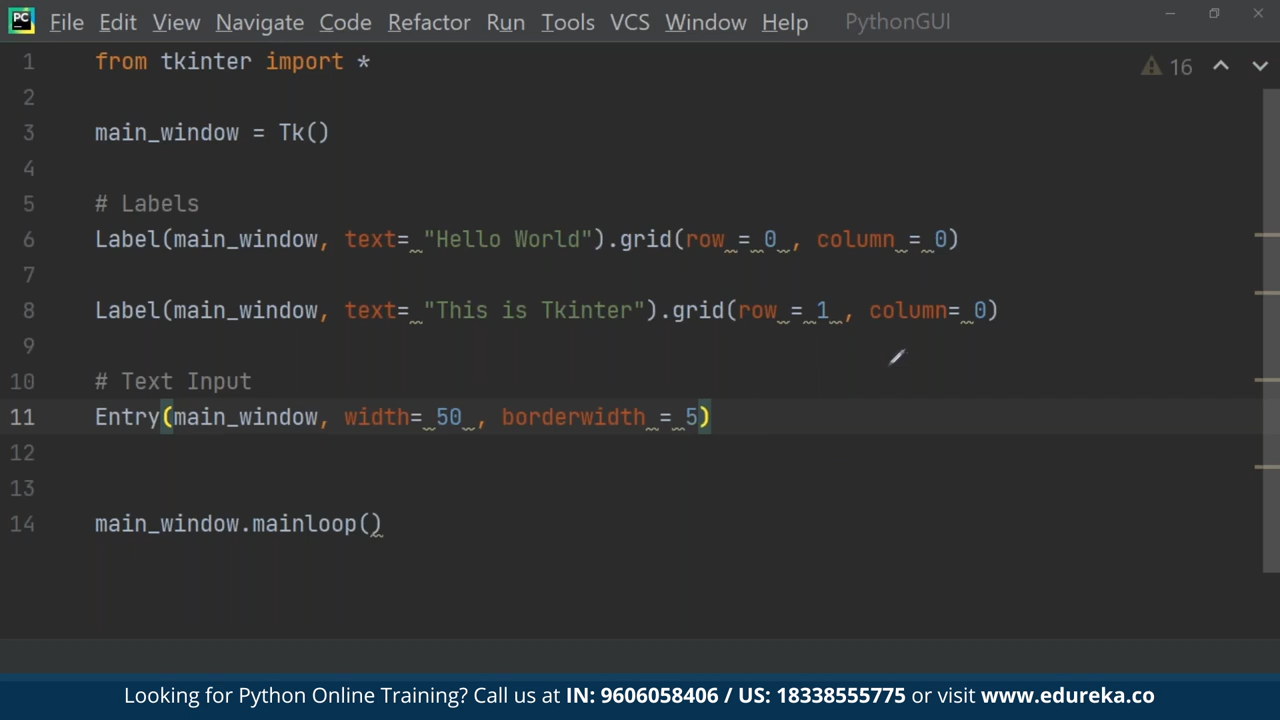 PC File Edit View Navigate Code Refactor Run Tools VCS Window Help PythonGUI
1 from tkinter import * 16
2
3 main_window = Tk()
4
5 # Labels
6 Label(main_window, text= "Hello World").grid(row = 0 , column = 0)
7
8 Label(main_window, text= "This is Tkinter").grid(row = 1 , column= 0)
9
10 # Text Input
11 Entry(main_window, width= 50 , borderwidth = 5)
12
13
14 main_window.mainloop()
Looking for Python Online Training? Call us at IN: 9606058406 / US: 18338555775 or visit www.edureka.co